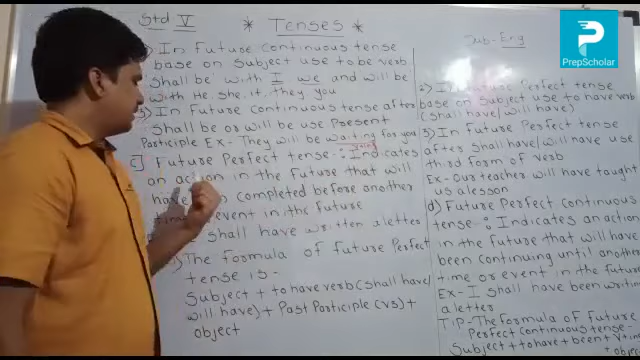 Std V
* Tenses *
Sub-Eng
PrepScholar
In Future Continuous tense
base on Subject use to be verb
'Shall be' with I we and will be
with He, she, it, they you
3) In Future Continuous tense after
shall be or will be use Present
Participle Ex- They will be waiting for you
going
C] Future Perfect tense :- Indicates
an action in the future that will
have completed before another
time event in the future
I shall have written a letter
The formula of future Perfect
tense is -
Subject + to have verb (shall have/
will have) + Past Participle (V3) +
object
2) In Future Perfect tense
base on Subject use to have verb
(shall have/will have)
3) In Future Perfect tense
after shall have/will have use
third form of verb
Ex- Our teacher will have taught
us a lesson
d) Future Perfect Continuous
tense :- Indicates an action
in the future that will have
been continuing until another
time or event in the future
Ex- I shall have been writing
a letter
Tip- The formula of Future
Perfect Continuous tense -
Subject + to have + been +
+ object